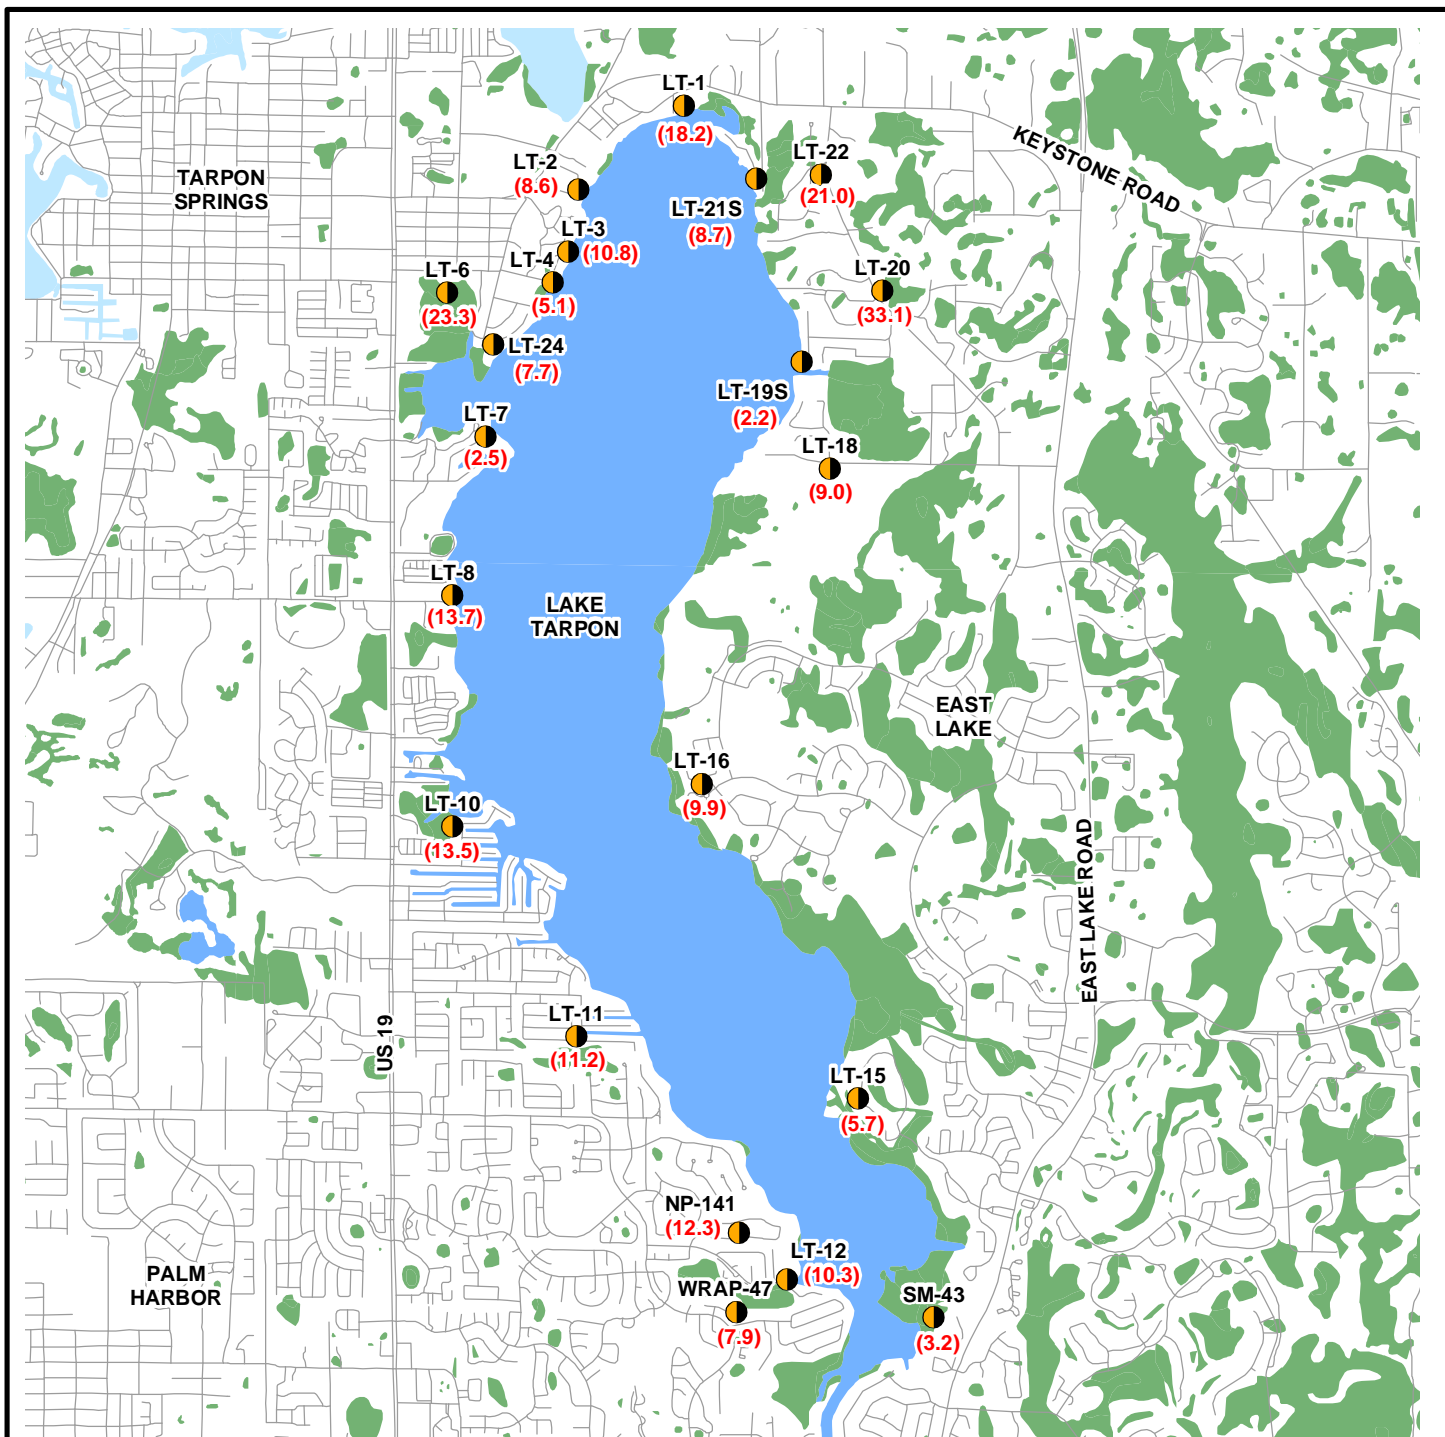 LT-1
(18.2)
KEYSTONE ROAD
LT-2
(8.6)
LT-22
(21.0)
TARPON
SPRINGS
LT-21S
(8.7)
LT-3
(10.8)
LT-4
(5.1)
LT-6
(23.3)
LT-20
(33.1)
LT-24
(7.7)
LT-19S
(2.2)
LT-7
(2.5)
LT-18
(9.0)
LT-8
(13.7)
LAKE
TARPON
EAST
LAKE
LT-16
(9.9)
LT-10
(13.5)
EAST LAKE ROAD
LT-11
(11.2)
US 19
LT-15
(5.7)
NP-141
(12.3)
LT-12
(10.3)
PALM
HARBOR
WRAP-47
(7.9)
SM-43
(3.2)